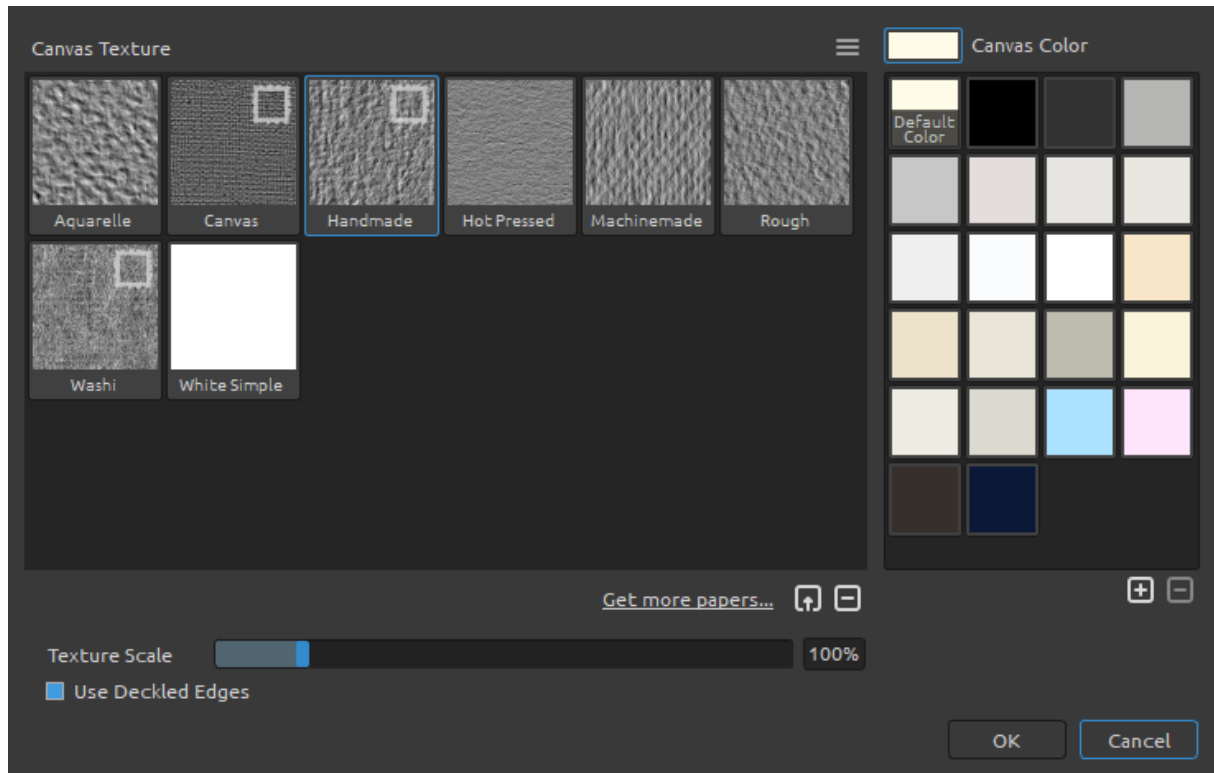 Canvas Texture
Canvas Color
Default
Color
Aquarelle
Canvas
Handmade
Hot Pressed
Machinemade
Rough
Washi
White Simple
Get more papers...
Texture Scale
100%
Use Deckled Edges
OK
Cancel